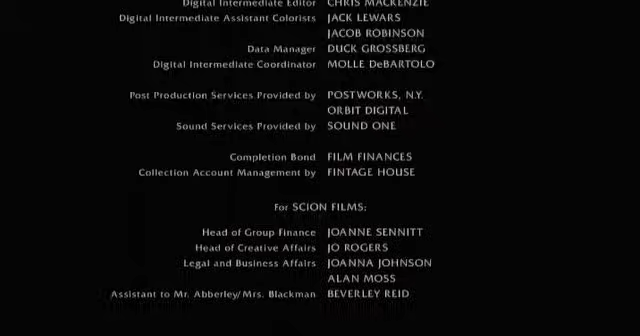 Digital Intermediate Editor CHRIS MACKENZIE
Digital Intermediate Assistant Colorists JACK LEWARS
JACOB ROBINSON
Data Manager DUCK GROSSBERG
Digital Intermediate Coordinator MOLLE DeBARTOLO
Post Production Services Provided by POSTWORKS, N.Y.
ORBIT DIGITAL
Sound Services Provided by SOUND ONE
Completion Bond FILM FINANCES
Collection Account Management by FINTAGE HOUSE
For SCION FILMS:
Head of Group Finance JOANNE SENNITT
Head of Creative Affairs JO ROGERS
Legal and Business Affairs JOANNA JOHNSON
ALAN MOSS
Assistant to Mr. Abberley/Mrs. Blackman BEVERLEY REID